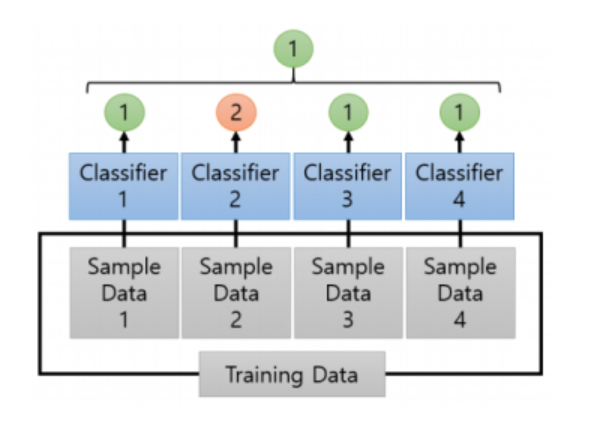 1
1
2
1
1
Classifier
1
Classifier
2
Classifier
3
Classifier
4
Sample
Data
1
Sample
Data
2
Sample
Data
3
Sample
Data
4
Training Data